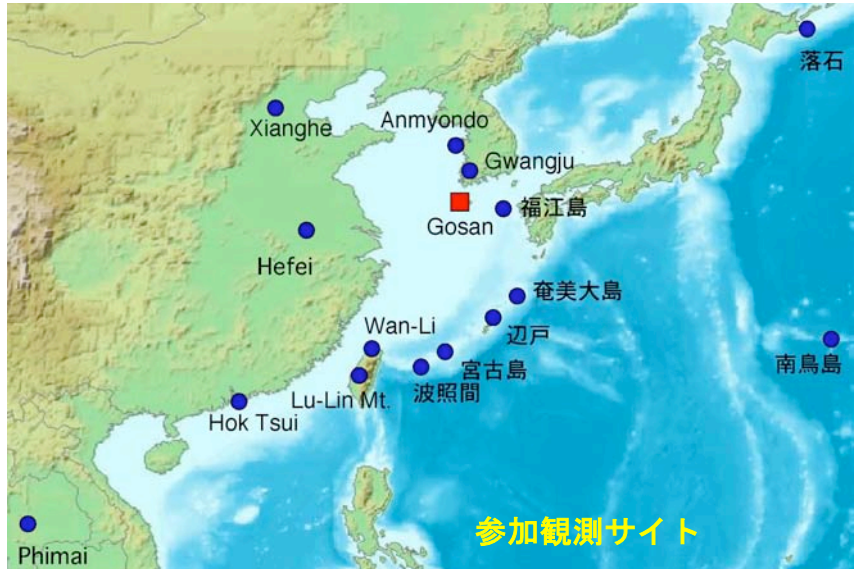 落石
Xianghe
Anmyondo
Gwangju
Gosan
福江島
Hefei
奄美大島
Wan-Li
辺戸
宮古島
南鳥島
波照間
Lu-Lin Mt.
Hok Tsui
参加観測サイト
Phimai